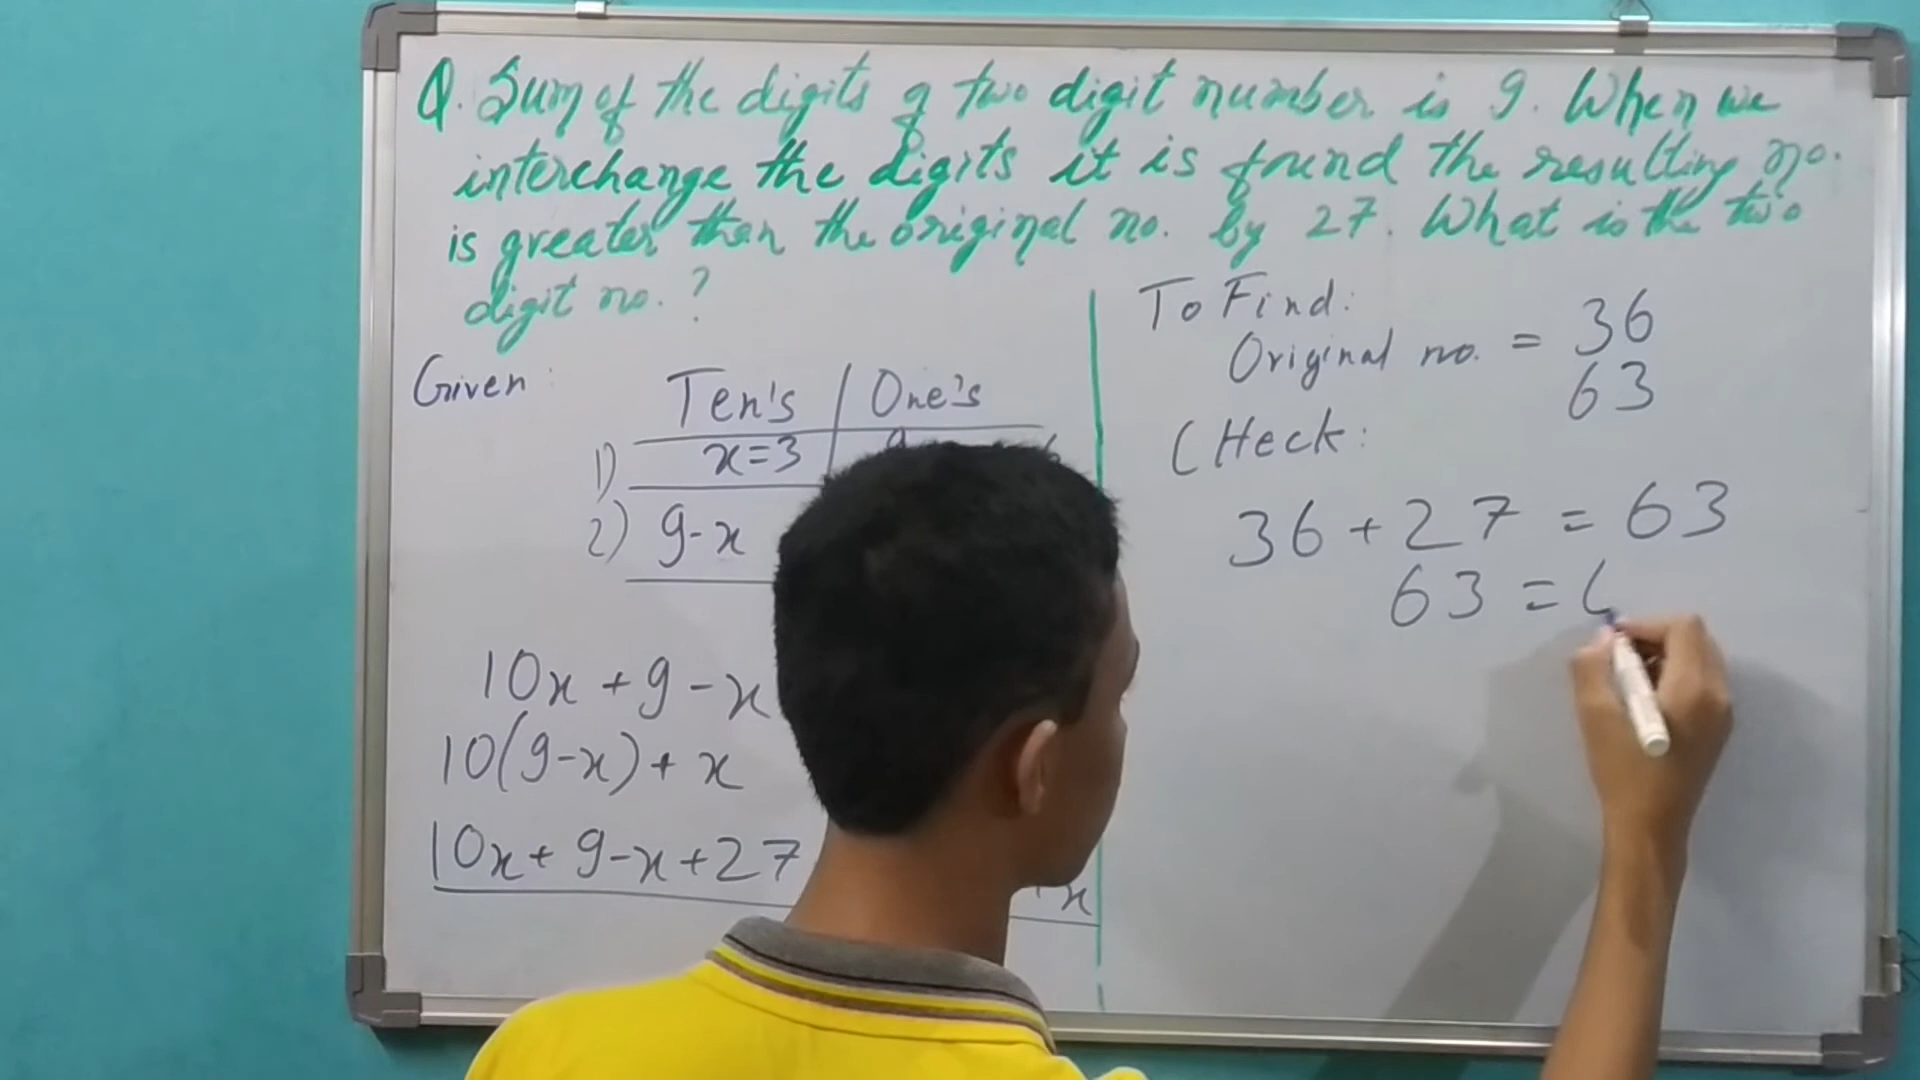 Q. Sum of the digits of two digit number is 9. When we
interchange the digits it is found the resulting no.
is greater than the original no. by 27. What is the two
digit no.?
Given:
Ten's | One's
1) x=3 | 9
2) 9-x
10x + 9 - x
10(9-x) + x
10x + 9 - x + 27
+ x
To Find:
Original no. = 36
63
CHeck:
36 + 27 = 63
63 =